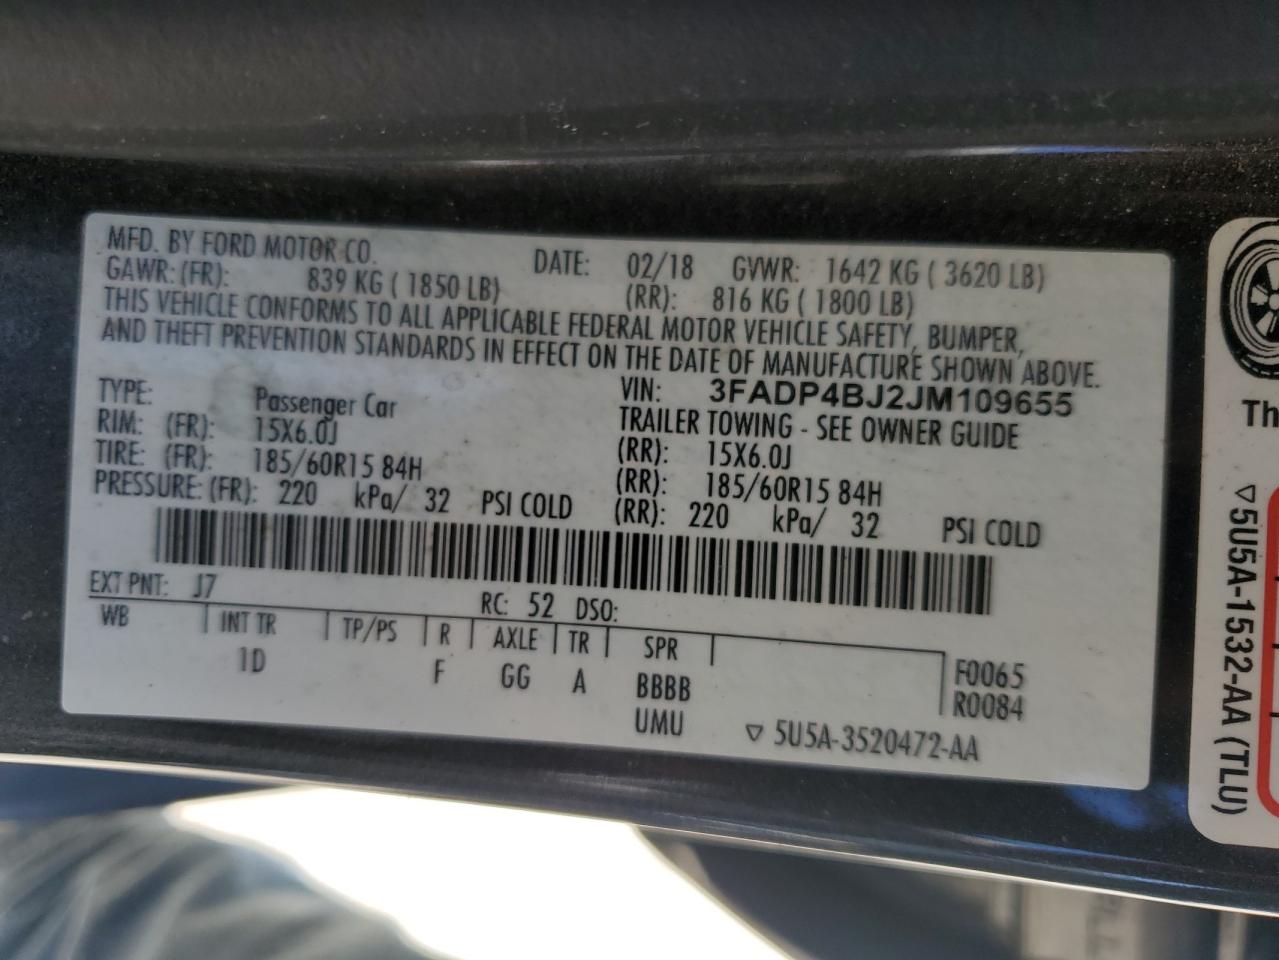 MFD. BY FORD MOTOR CO. DATE: 02/18 GVWR: 1642 KG ( 3620 LB)
GAWR: (FR): 839 KG ( 1850 LB) (RR): 816 KG ( 1800 LB)
THIS VEHICLE CONFORMS TO ALL APPLICABLE FEDERAL MOTOR VEHICLE SAFETY, BUMPER,
AND THEFT PREVENTION STANDARDS IN EFFECT ON THE DATE OF MANUFACTURE SHOWN ABOVE.
TYPE: Passenger Car VIN: 3FADP4BJ2JM109655
TRAILER TOWING - SEE OWNER GUIDE
RIM: (FR): 15X6.0J (RR): 15X6.0J
TIRE: (FR): 185/60R15 84H (RR): 185/60R15 84H
PRESSURE: (FR): 220 kPa/ 32 PSI COLD (RR): 220 kPa/ 32 PSI COLD
EXT PNT: J7 RC: 52 DSO:
WB INT TR TP/PS R AXLE TR SPR
1D F GG A BBBB F0065
UMU R0084
▽ 5U5A-3520472-AA
Th
▽5U5A-1532-AA (TLU)